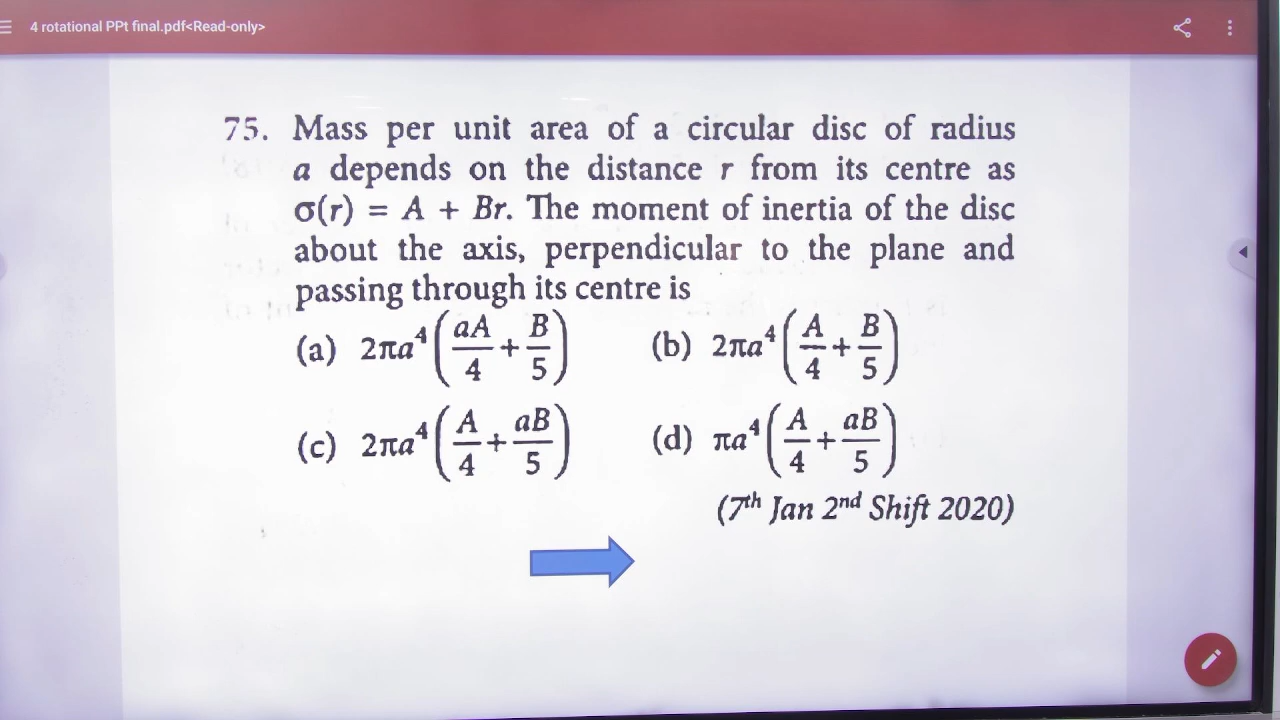 4 rotational PPt final.pdf<Read-only>
75. Mass per unit area of a circular disc of radius
a depends on the distance r from its centre as
σ(r) = A + Br. The moment of inertia of the disc
about the axis, perpendicular to the plane and
passing through its centre is
(a) 2πa⁴(aA/4 + B/5) (b) 2πa⁴(A/4 + B/5)
(c) 2πa⁴(A/4 + aB/5) (d) πa⁴(A/4 + aB/5)
(7th Jan 2nd Shift 2020)